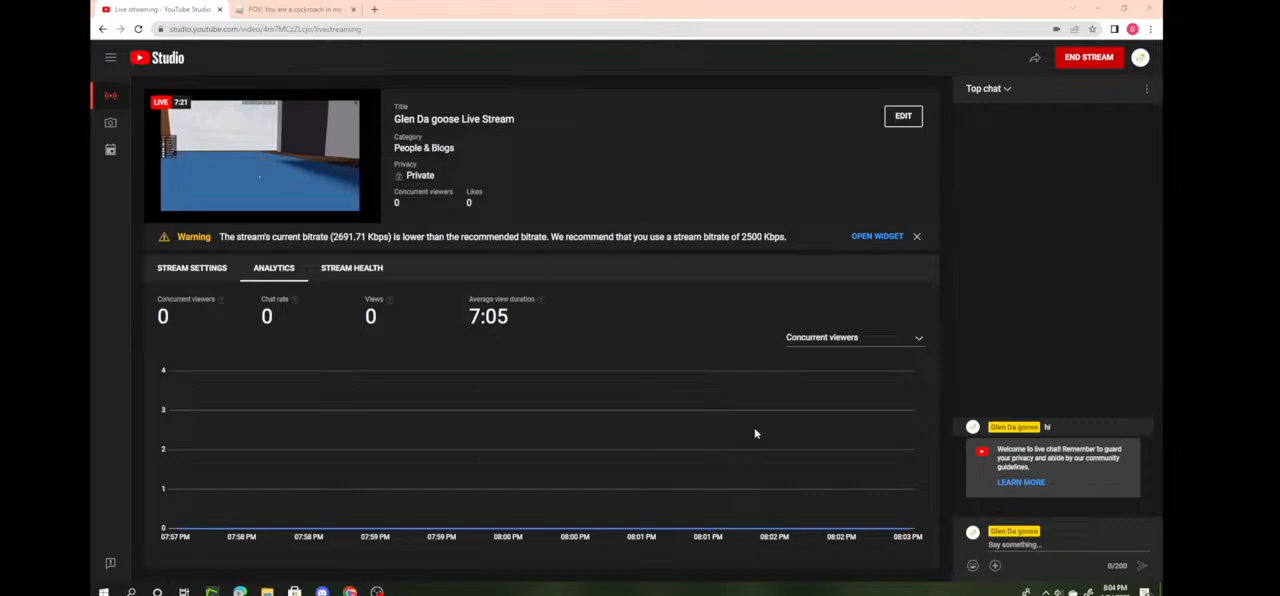 Live streaming - YouTube Studio
POV: You are a cockroach in my
studio.youtube.com/video/4m7MCzZLcjo/livestreaming
Studio
END STREAM
LIVE 7:21
Title
Glen Da goose Live Stream
Category
People & Blogs
Privacy
Private
Concurrent viewers Likes
0 0
EDIT
Top chat
Warning The stream's current bitrate (2691.71 Kbps) is lower than the recommended bitrate. We recommend that you use a stream bitrate of 2500 Kbps.
OPEN WIDGET
STREAM SETTINGS ANALYTICS STREAM HEALTH
Concurrent viewers Chat rate Views Average view duration
0 0 0 7:05
Concurrent viewers
4
3
2
1
0
07:57 PM 07:58 PM 07:58 PM 07:59 PM 07:59 PM 08:00 PM 08:00 PM 08:01 PM 08:01 PM 08:02 PM 08:02 PM 08:03 PM
Glen Da goose hi
Welcome to live chat! Remember to guard
your privacy and abide by our community
guidelines.
LEARN MORE
Glen Da goose
Say something...
0/200
8:04 PM